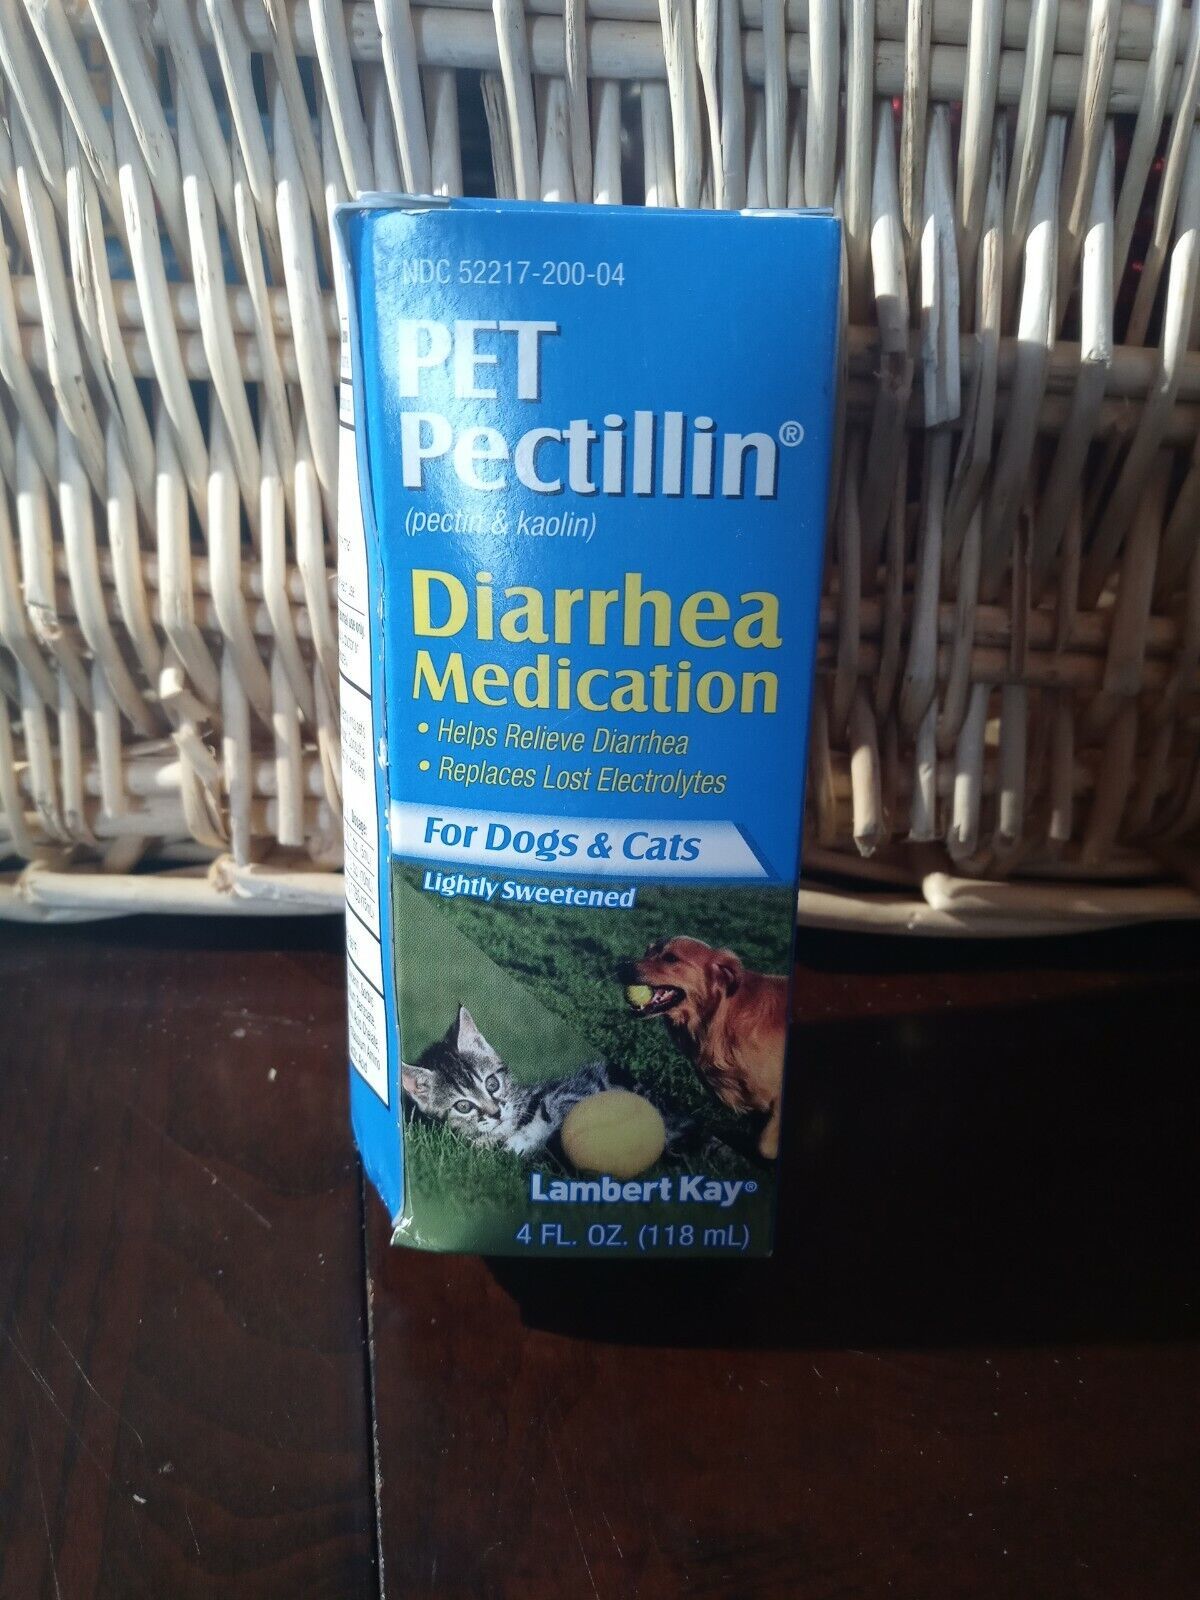 NDC 52217-200-04
PET
Pectillin®
(pectin & kaolin)
Diarrhea
Medication
• Helps Relieve Diarrhea
• Replaces Lost Electrolytes
For Dogs & Cats
Lightly Sweetened
Lambert Kay®
4 FL. OZ. (118 mL)